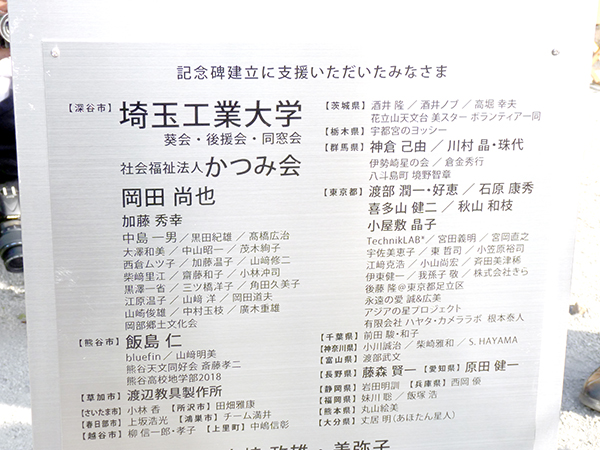 記念碑建立に支援いただいたみなさま
【深谷市】埼玉工業大学
葵会・後援会・同窓会
社会福祉法人かつみ会
岡田 尚也
加藤 秀幸
中島 一男／黒田紀雄／髙橋広治
大澤和美／中山昭一／茂木絢子
西倉ムツ子／加藤温子／山﨑修二
柴﨑里江／齋藤和子／小林冲司
黒澤一省／三ツ橋洋子／角田久美子
江原温子／山﨑 洋／岡田道夫
山崎俊雄／中村玉枝／廣木重雄
岡部郷土文化会
【熊谷市】飯島 仁
bluefin／山﨑明美
熊谷天文同好会 斎藤孝二
熊谷高校地学部2018
【草加市】渡辺教具製作所
【さいたま市】小林 香【所沢市】田畑雅康
【春日部市】上坂浩光【鴻巣市】チーム満井
【越谷市】柳 信一郎・孝子【上里町】中嶋信彰
【茨城県】酒井 隆／酒井ノブ／高堀 幸夫
花立山天文台 美スター ボランティア一同
【栃木県】宇都宮のヨッシー
【群馬県】神倉 己由／川村 晶・珠代
伊勢崎星の会／倉金秀行
八斗島町 境野智章
【東京都】渡部 潤一・好恵／石原 康秀
喜多山 健二／秋山 和枝
小屋敷 晶子
TechnikLAB*／宮田義明／宮岡直之
宇佐美恵子／東 哲司／小笠原裕司
江﨑克浩／小山尚宏／斉田美津稀
伊東健一／我孫子 敬／株式会社きら
後藤 隆＠東京都足立区
永遠の愛 誠&広美
アジアの星プロジェクト
有限会社 ハヤタ・カメララボ 根本泰人
【千葉県】前田 駿・和子
【神奈川県】小川誠治／柴崎雅和／S. HAYAMA
【富山県】渡部武文
【長野県】藤森 賢一【愛知県】原田 健一
【静岡県】岩田明訓【兵庫県】西岡 優
【福岡県】妹川 聡／飯塚 浩
【熊本県】丸山絵美
【大分県】丈居 明（あほたん星人）